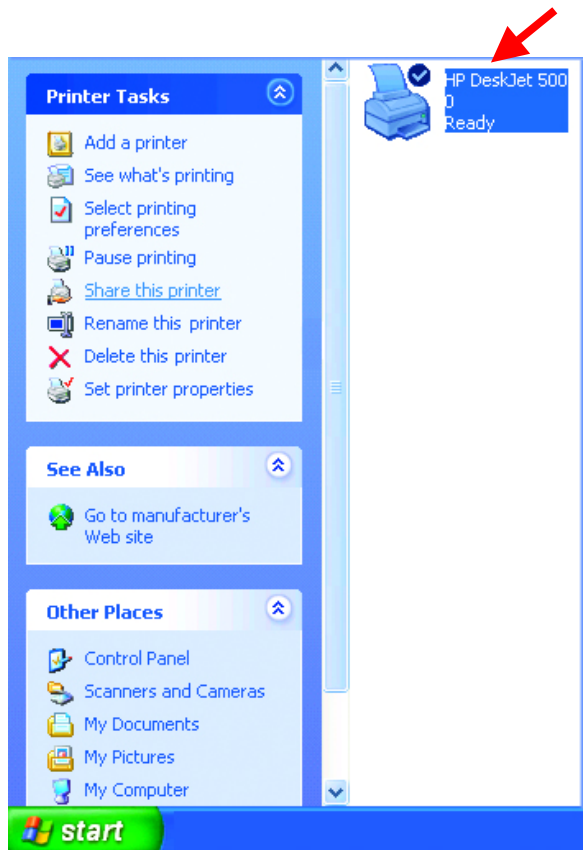 Printer Tasks
Add a printer
See what's printing
Select printing
preferences
Pause printing
Share this printer
Rename this printer
Delete this printer
Set printer properties
See Also
Go to manufacturer's
Web site
Other Places
Control Panel
Scanners and Cameras
My Documents
My Pictures
My Computer
HP DeskJet 500
0
Ready
start